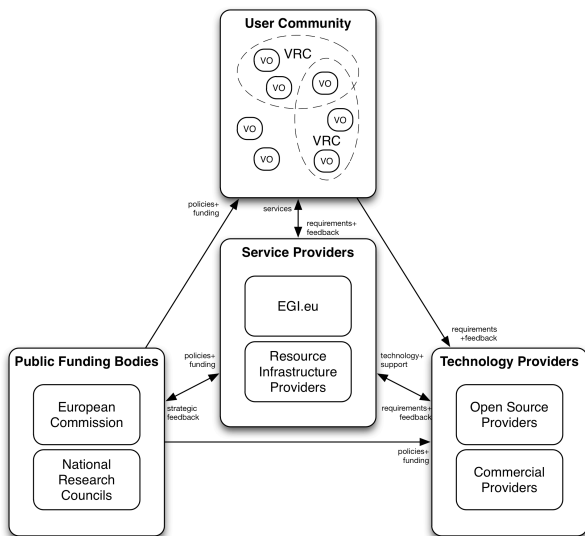 User Community
VO
VRC
VO
VO
VO
VO
VRC
VO
VO
policies+
funding
services
requirements+
feedback
Service Providers
EGI.eu
Resource
Infrastructure
Providers
requirements
+feedback
Public Funding Bodies
European
Commission
National
Research
Councils
policies+
funding
strategic
feedback
technology+
support
requirements+
feedback
policies+
funding
Technology Providers
Open Source
Providers
Commercial
Providers